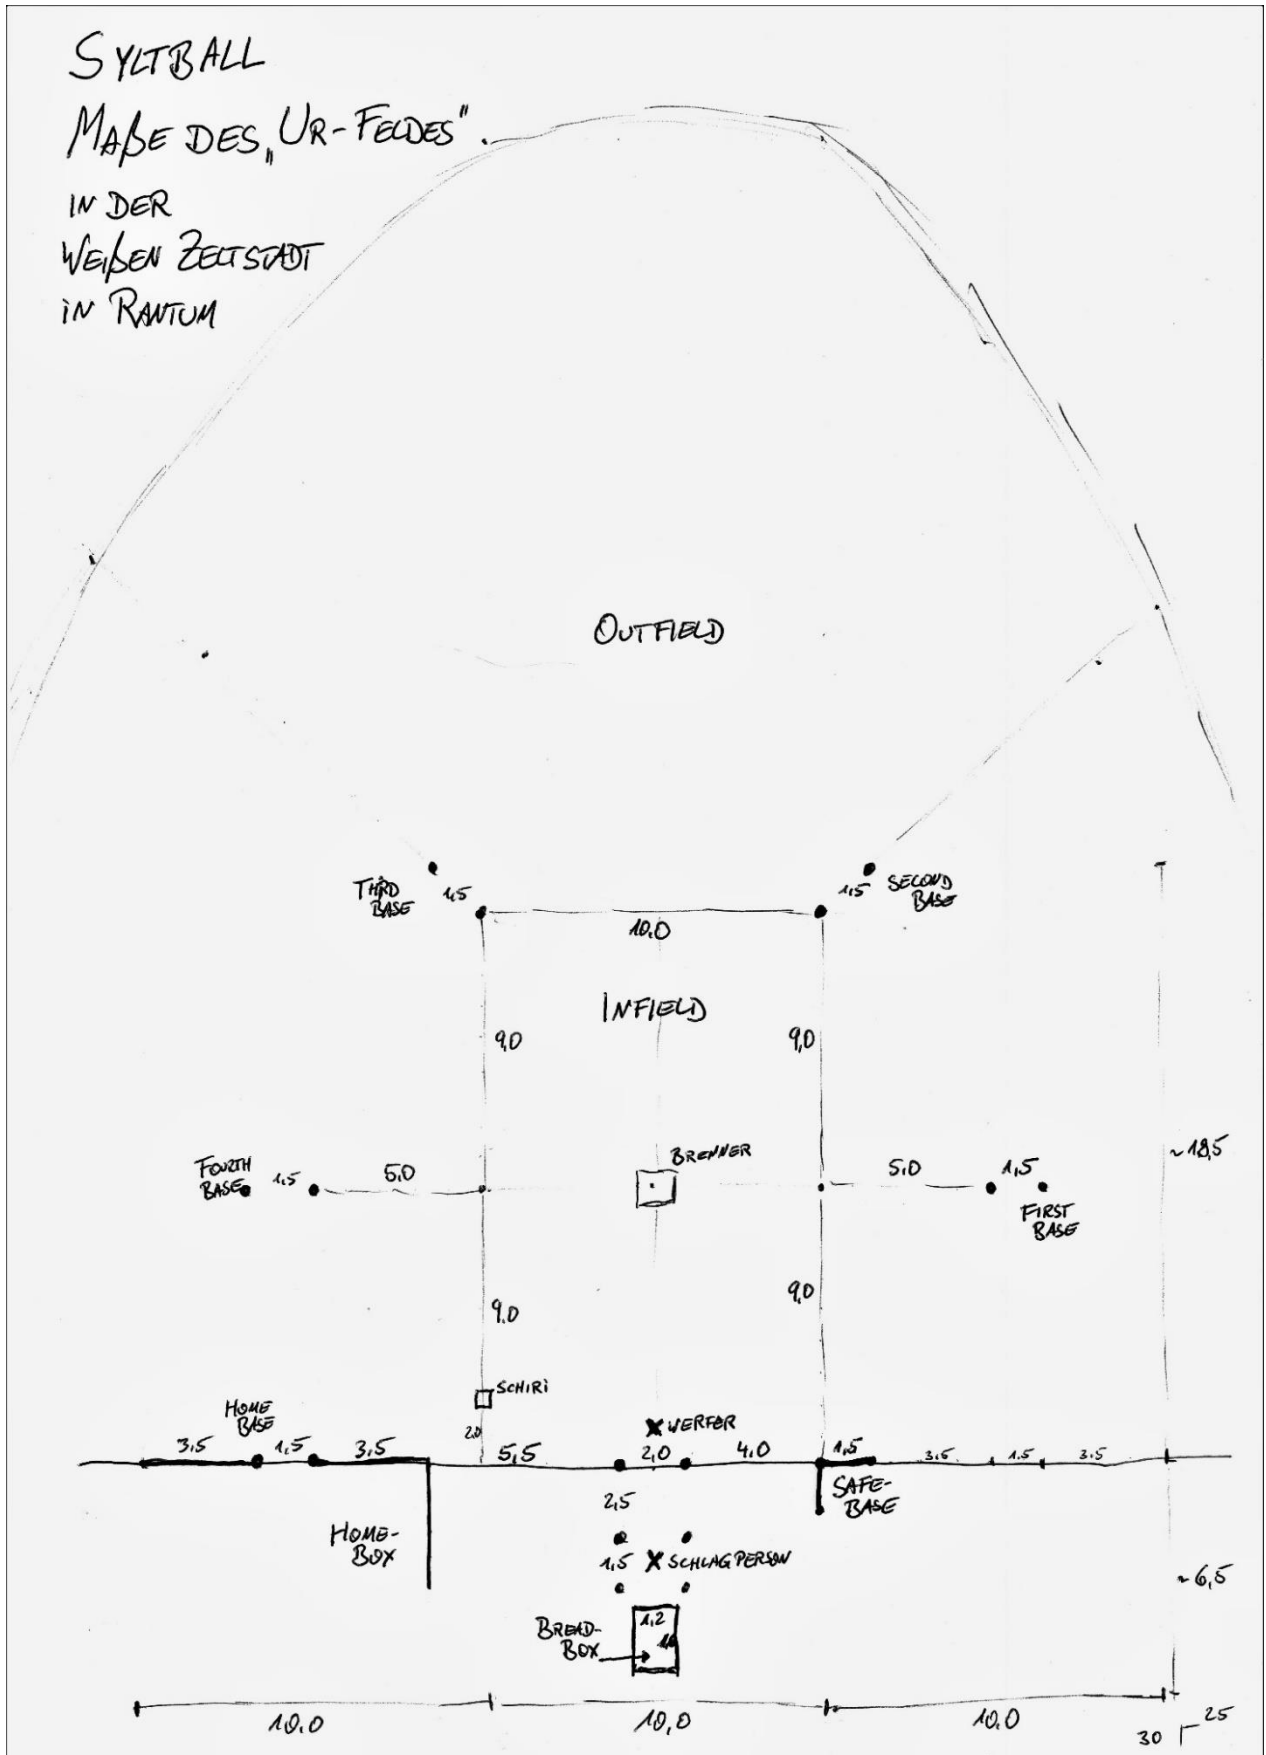 SYLTBALL
MAßE DES „UR-FELDES"
IN DER
WEIßEN ZELTSTADT
IN RANTUM
OUTFIELD
THIRD
BASE
1,5
1,5
SECOND
BASE
10.0
INFIELD
9,0
9,0
BRENNER
FOURTH
BASE
1,5
5,0
5,0
1,5
FIRST
BASE
~18,5
9,0
9,0
SCHIRI
HOME
BASE
2,0
WERFER
3,5
1,5
3,5
5,5
2,0
4,0
1,5
3,5
1,5
3,5
SAFE-
BASE
2,5
HOME-
BOX
1,5
SCHLAGPERSON
~6,5
BREAD-
BOX
1,2
10.0
10,0
10.0
30
25